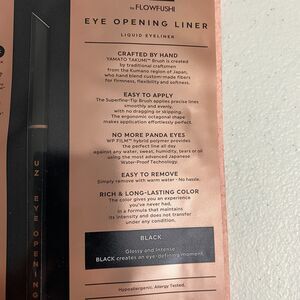 by FLOWFUSHI
EYE OPENING LINER
LIQUID EYELINER
CRAFTED BY HAND
YAMATO TAKUMI™ Brush is created
by traditional craftsmen
from the Kumano region of Japan,
who hand blend custom-made fibers
for firmness, flexibility and softness.
EASY TO APPLY
The Superfine-Tip Brush applies precise lines
smoothly and evenly,
with no dragging or skipping.
The ergonomic octagonal shape
makes application effortlessly perfect.
NO MORE PANDA EYES
WP FILM™ hybrid polymer provides
the perfect line all day
against any water, sweat, humidity, tears or oil
using the most advanced Japanese
Water-Proof Technology.
EASY TO REMOVE
Simply remove with warm water - No hassle.
RICH & LONG-LASTING COLOR
The color gives you an experience
you've never had,
in a formula that maintains
its intensity and does not transfer
under any condition.
BLACK
Glossy and Intense
BLACK creates an eye-defining moment.
Hypoallergenic. Allergy Tested.
UZ EYE OPENING